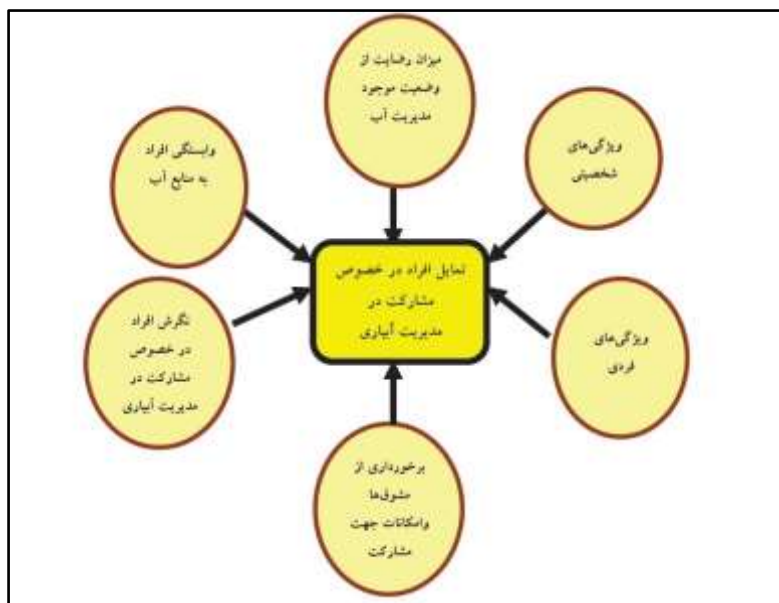 میزان رضایت از
وضعیت موجود
مدیریت آب
ویژگی‌های
شخصیتی
وابستگی افراد
به منابع آب
تمایل افراد در خصوص
مشارکت در
مدیریت آبیاری
نگرش افراد
در خصوص
مشارکت در
مدیریت آبیاری
ویژگی‌های
فردی
برخورداری از
مشوق‌ها
وامکانات جهت
مشارکت